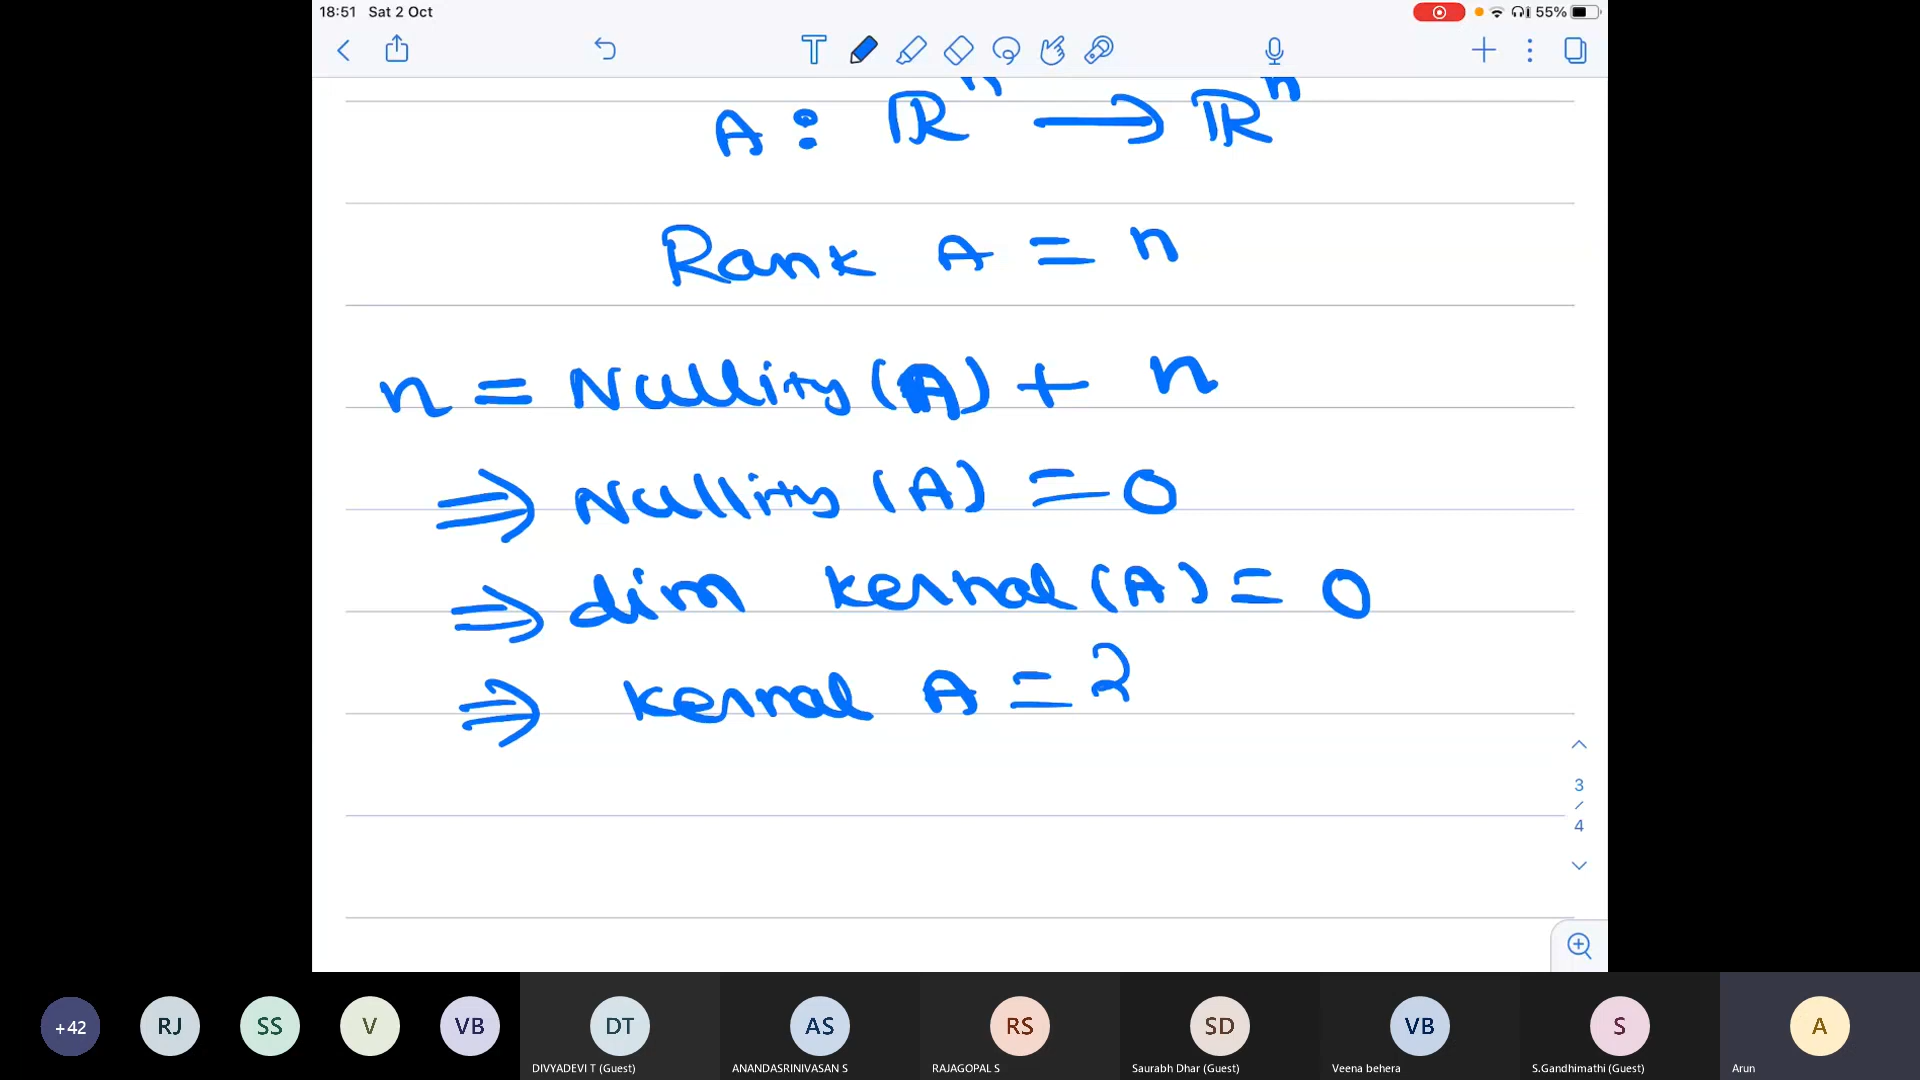 18:51 Sat 2 Oct 55%
A : ℝⁿ ⟶ ℝⁿ
Rank A = n
n = Nullity (A) + n
⇒ Nullity (A) = 0
⇒ dim kernal (A) = 0
⇒ kernal A = 2
3
/
4
+42 RJ SS V VB DT AS RS SD VB S A
DIVYADEVI T (Guest) ANANDASRINIVASAN S RAJAGOPAL S Saurabh Dhar (Guest) Veena behera S.Gandhimathi (Guest) Arun